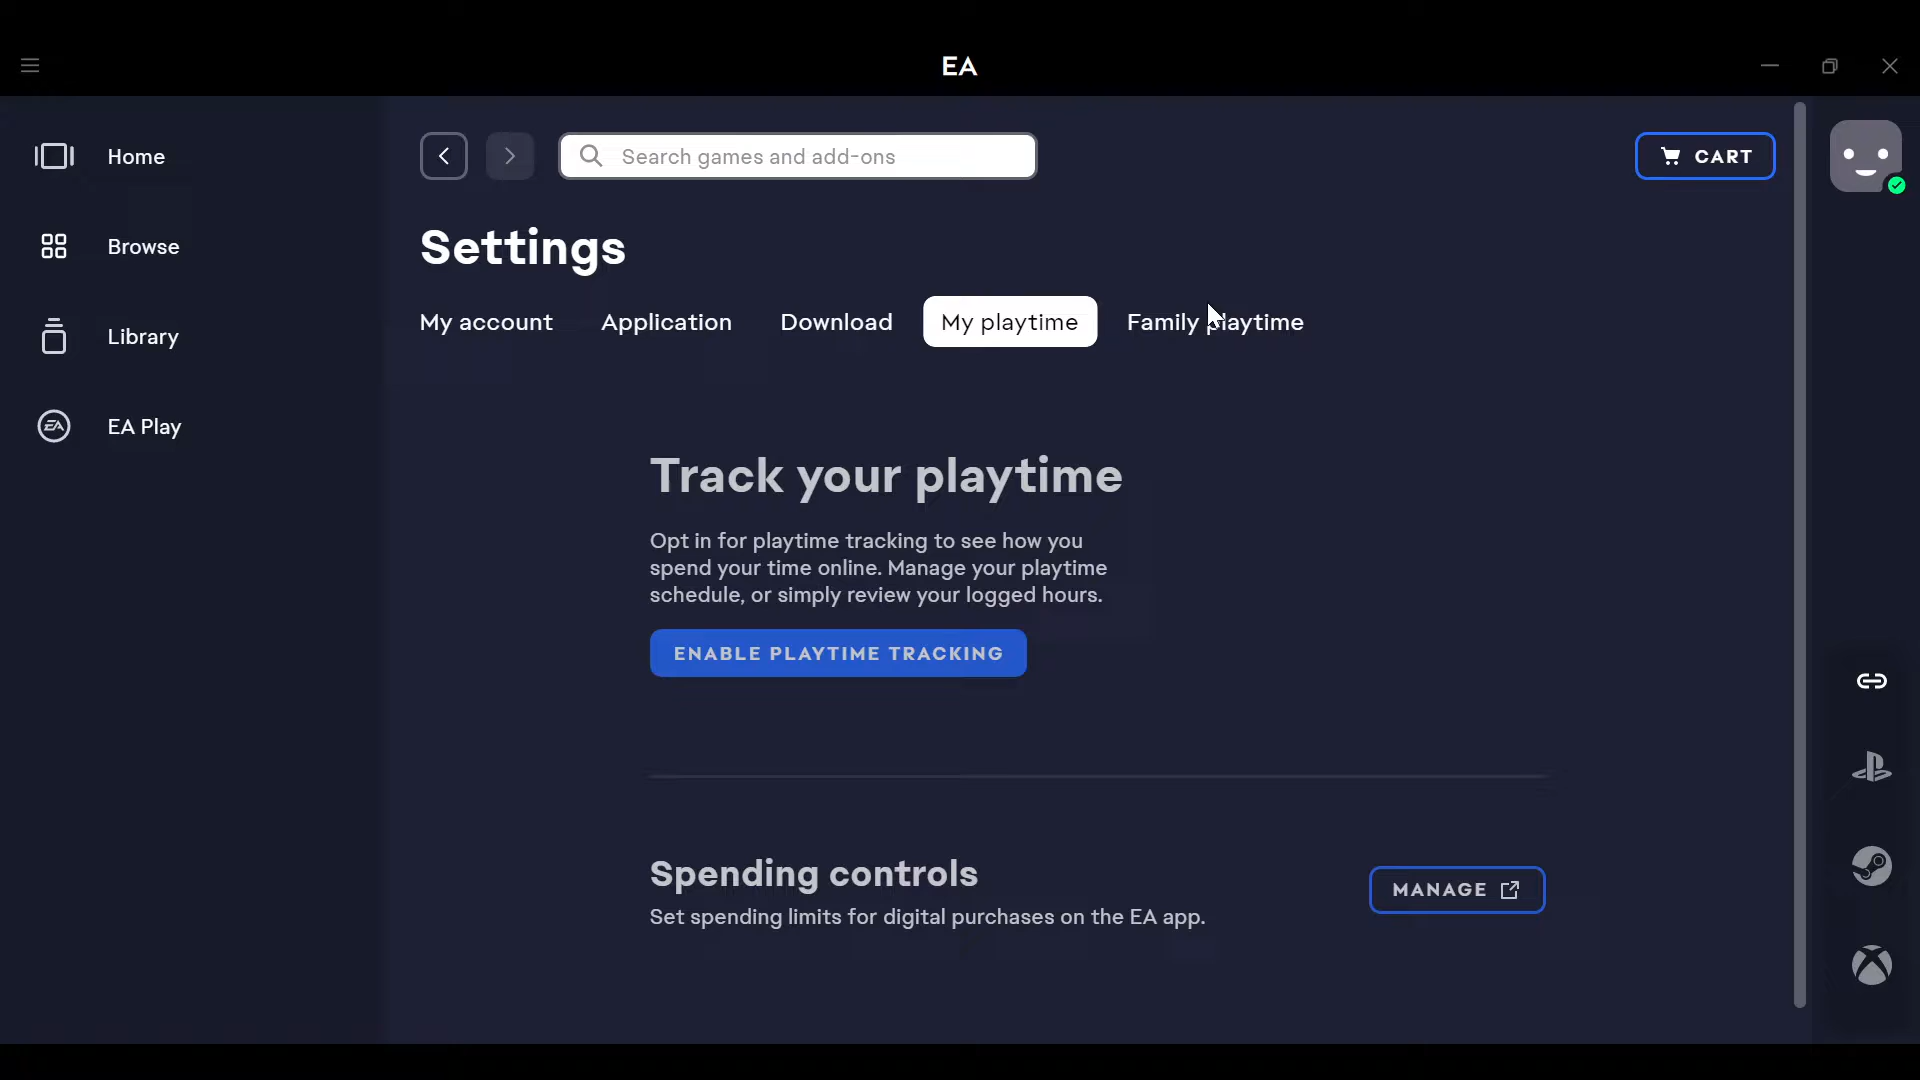 EA
Home
Browse
Library
EA Play
Search games and add-ons
CART
Settings
My account Application Download My playtime Family playtime
Track your playtime
Opt in for playtime tracking to see how you
spend your time online. Manage your playtime
schedule, or simply review your logged hours.
ENABLE PLAYTIME TRACKING
Spending controls
Set spending limits for digital purchases on the EA app.
MANAGE